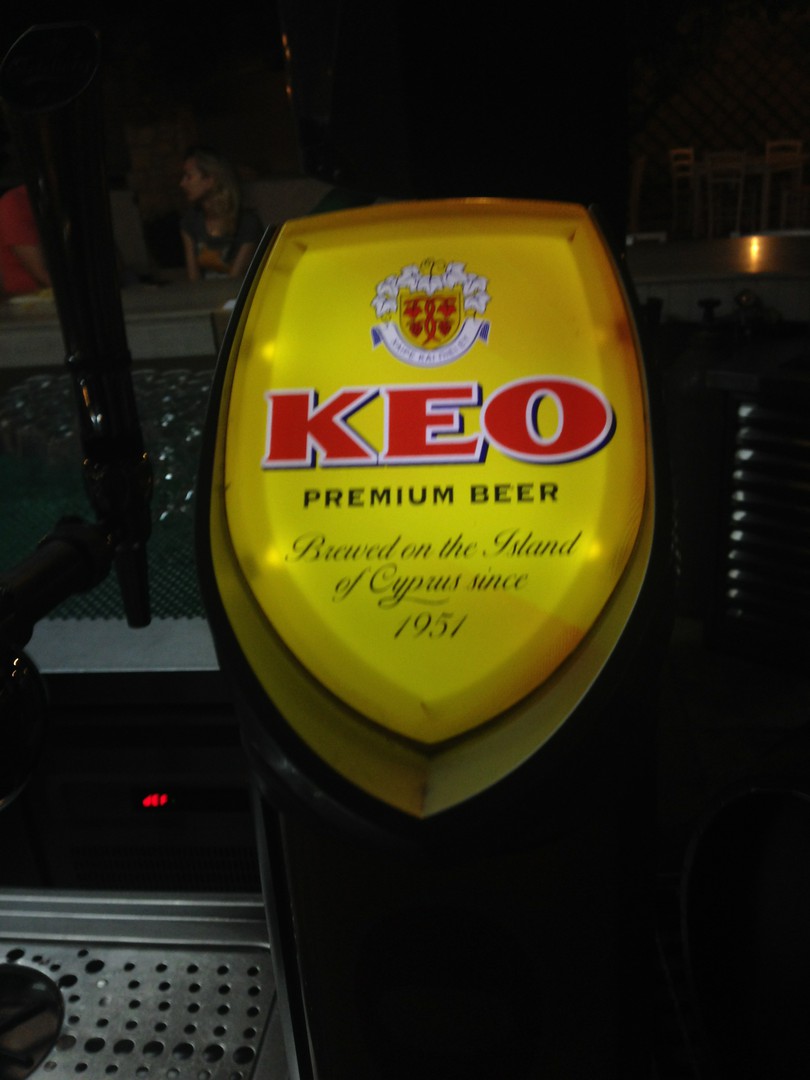 KEO
PREMIUM BEER
Brewed on the Island
of Cyprus since
1951